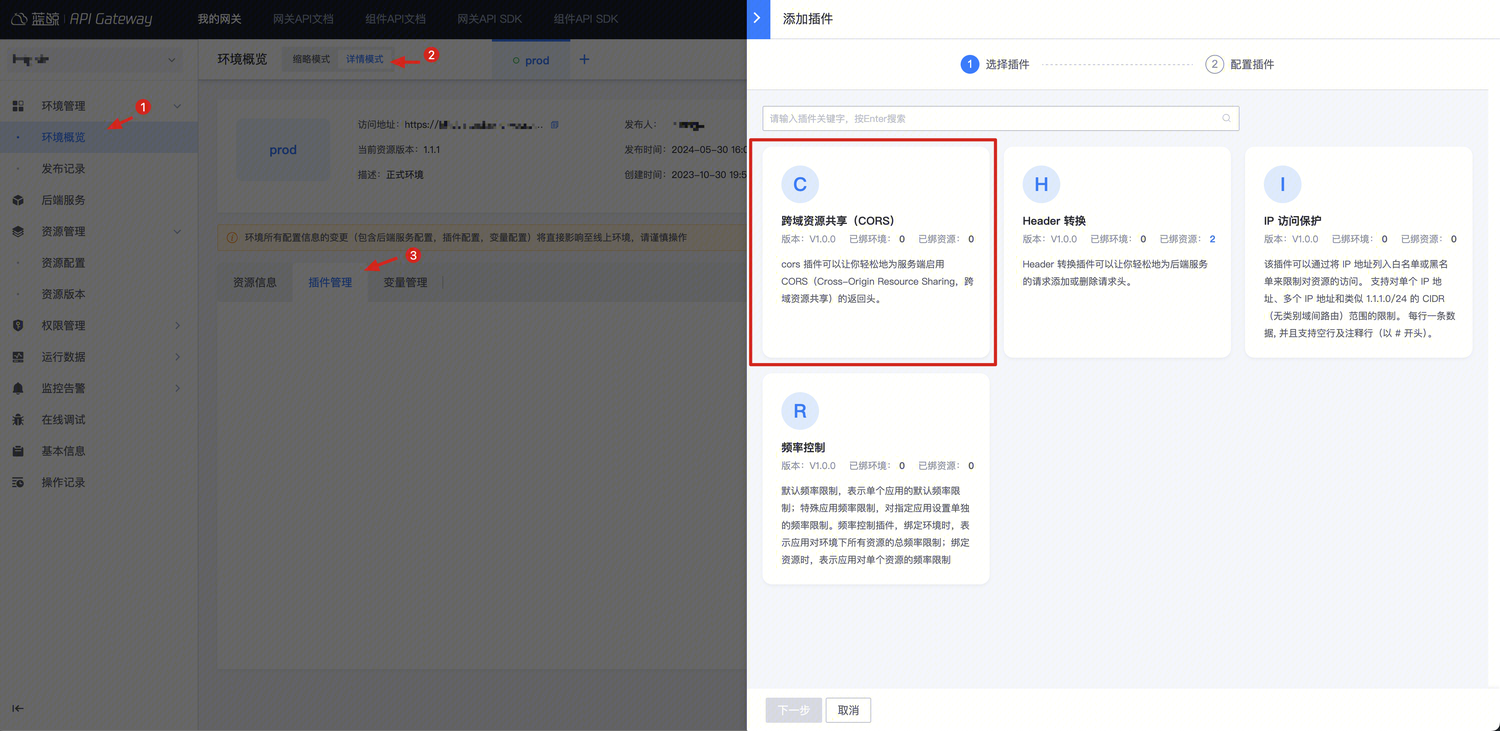 蓝鲸 | API Gateway
我的网关
网关API文档
组件API文档
网关API SDK
组件API SDK
环境概览
缩略模式
详情模式
2
prod
环境管理
1
环境概览
发布记录
后端服务
资源管理
资源配置
资源版本
权限管理
运行数据
监控告警
在线调试
基本信息
操作记录
prod
访问地址：https://
...
发布人：
当前资源版本：1.1.1
发布时间：2024-05-30 16:0
描述：正式环境
创建时间：2023-10-30 19:5
环境所有配置信息的变更（包含后端服务配置，插件配置，变量配置）将直接影响至线上环境，请谨慎操作
3
资源信息
插件管理
变量管理
添加插件
1 选择插件
2 配置插件
请输入插件关键字，按Enter搜索
C
跨域资源共享（CORS）
版本：V1.0.0 已绑环境：0 已绑资源：0
cors 插件可以让你轻松地为服务端启用
CORS（Cross-Origin Resource Sharing，跨
域资源共享）的返回头。
H
Header 转换
版本：V1.0.0 已绑环境：0 已绑资源：2
Header 转换插件可以让你轻松地为后端服务
的请求添加或删除请求头。
I
IP 访问保护
版本：V1.0.0 已绑环境：0 已绑资源：0
该插件可以通过将 IP 地址列入白名单或黑名
单来限制对资源的访问。 支持对单个 IP 地
址、多个 IP 地址和类似 1.1.1.0/24 的 CIDR
（无类别域间路由）范围的限制。 每行一条数
据, 并且支持空行及注释行（以 # 开头）。
R
频率控制
版本：V1.0.0 已绑环境：0 已绑资源：0
默认频率限制，表示单个应用的默认频率限
制；特殊应用频率限制，对指定应用设置单独
的频率限制。频率控制插件，绑定环境时，表
示应用对环境下所有资源的总频率限制；绑定
资源时，表示应用对单个资源的频率限制
下一步
取消